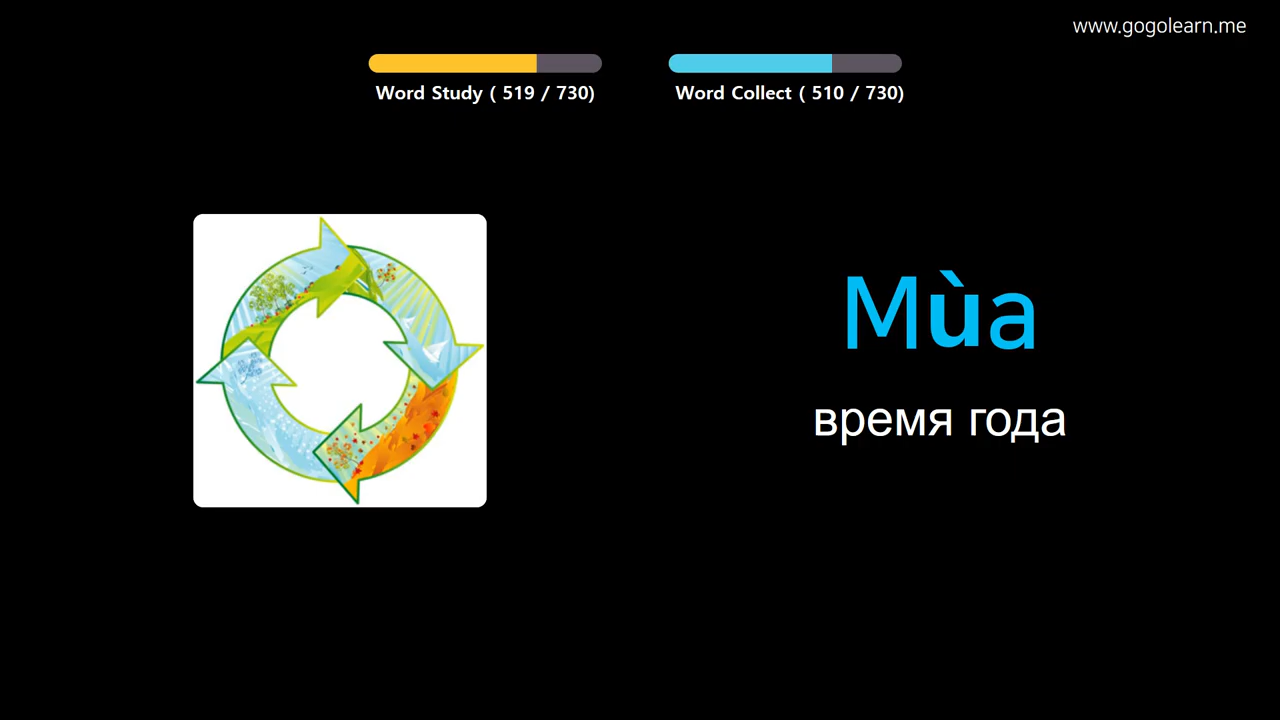 www.gogolearn.me
Word Study ( 519 / 730)
Word Collect ( 510 / 730)
Mùa
время года